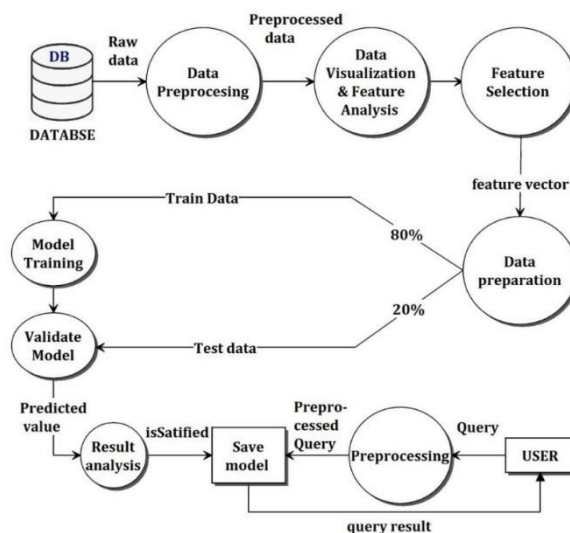 DB
DATABSE
Raw
data
Data
Preprocesing
Preprocessed
data
Data
Visualization
& Feature
Analysis
Feature
Selection
feature vector
Data
preparation
80%
Train Data
20%
Test data
Model
Training
Validate
Model
Predicted
value
Result
analysis
isSatified
Save
model
Prepro-
cessed
Query
Preprocessing
Query
USER
query result